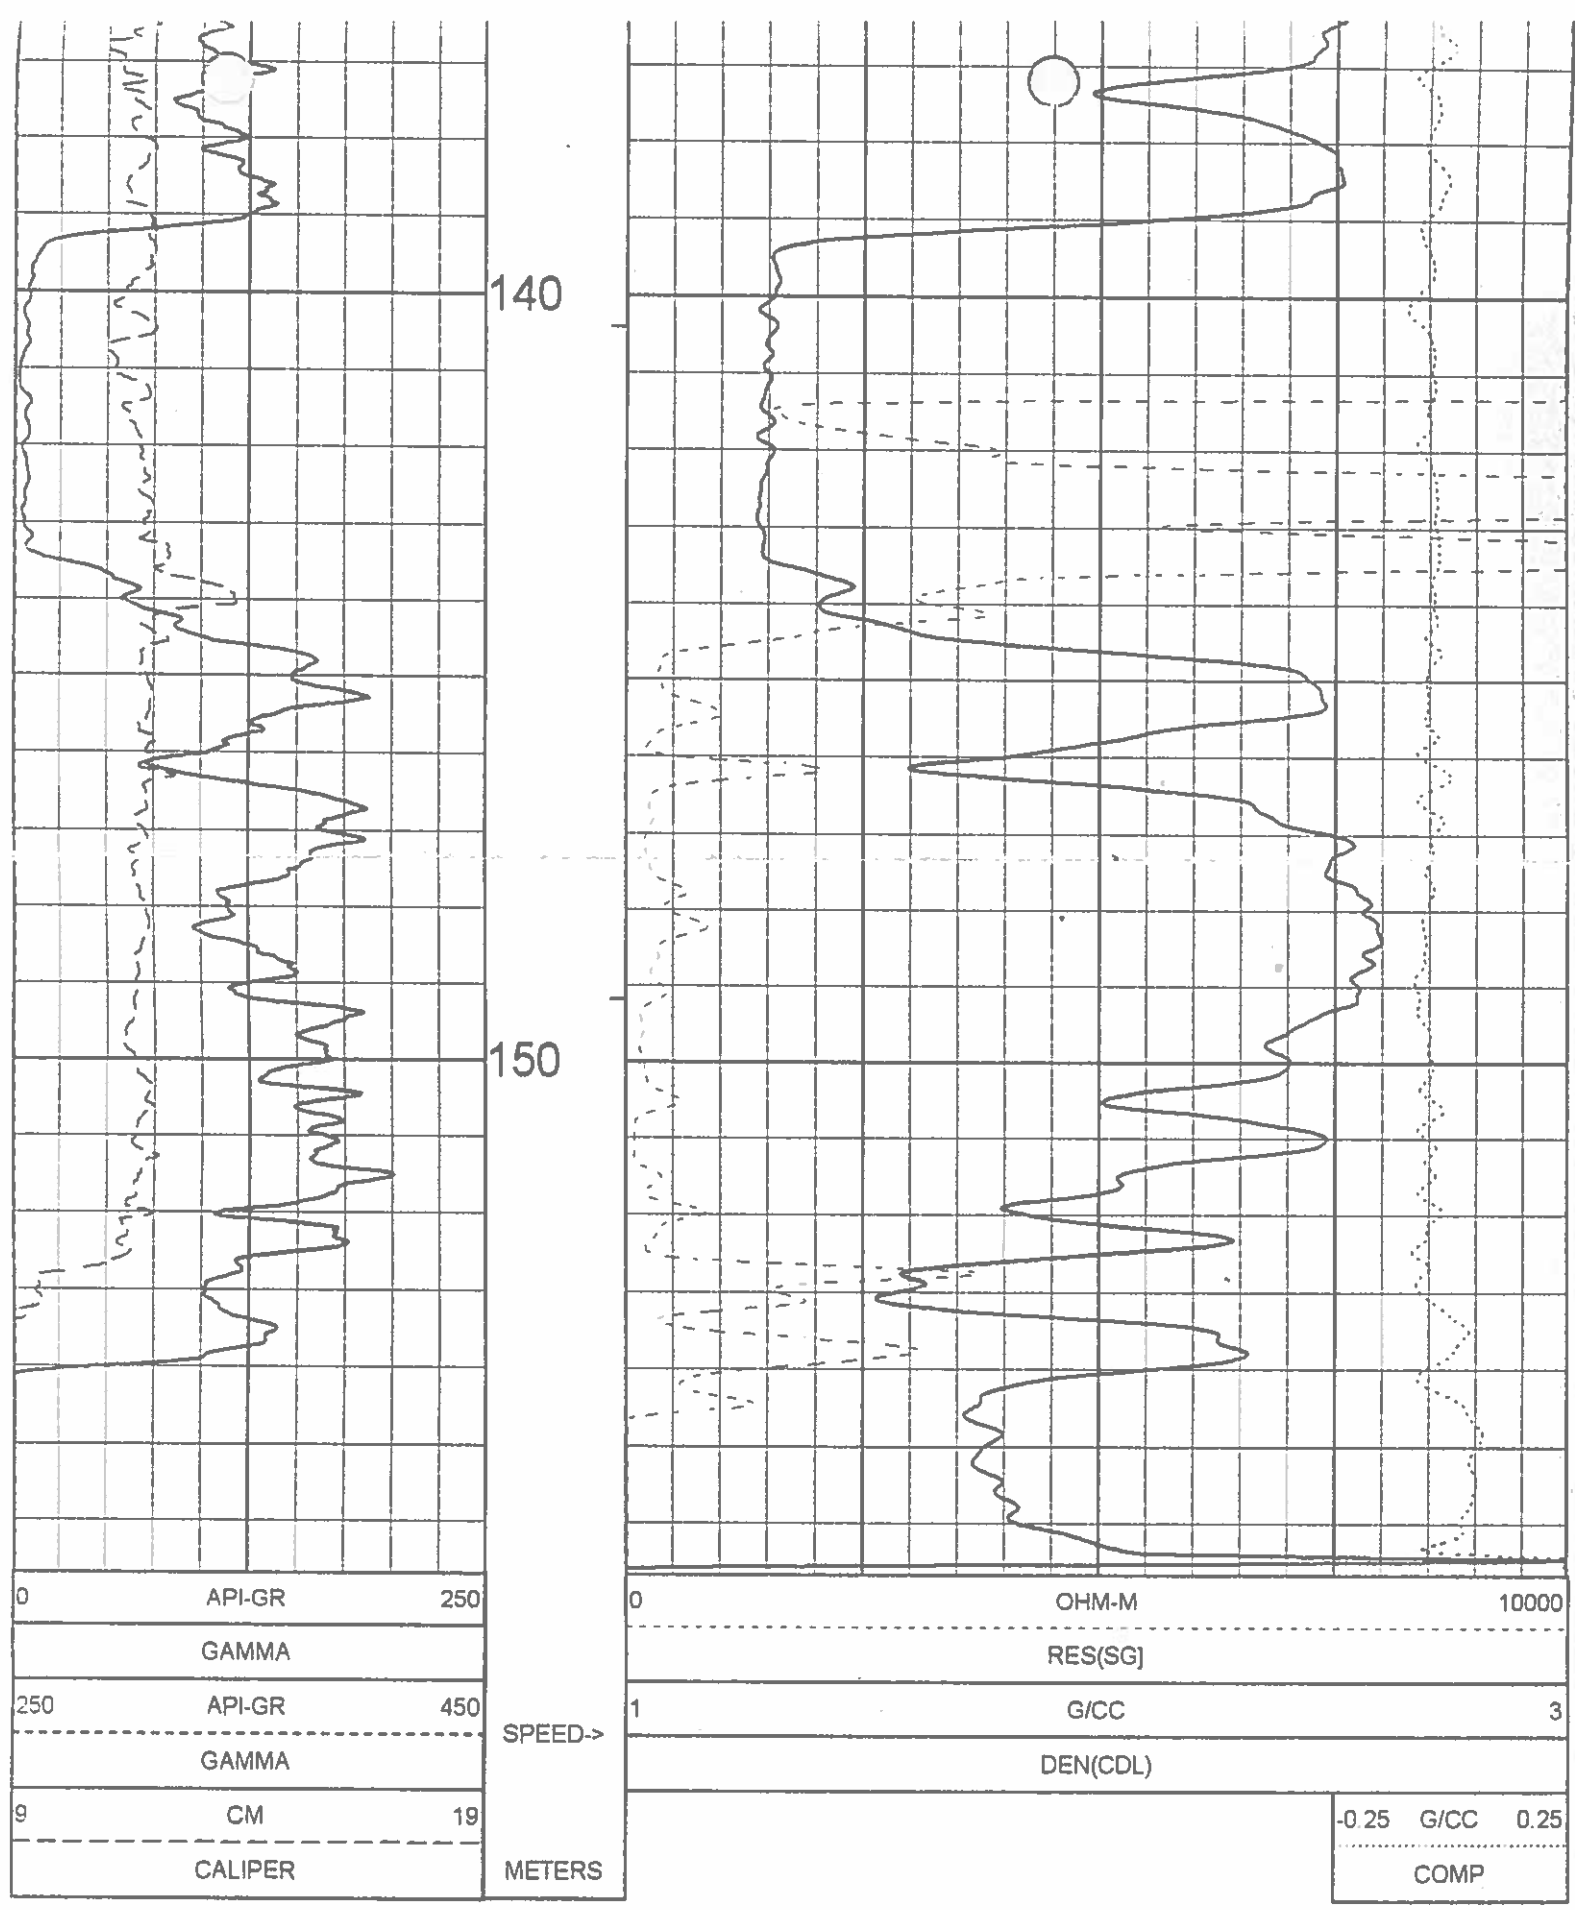 140
150
0 API-GR 250
GAMMA
250 API-GR 450
GAMMA
9 CM 19
CALIPER
SPEED->
METERS
0 OHM-M 10000
RES(SG]
1 G/CC 3
DEN(CDL)
-0.25 G/CC 0.25
COMP